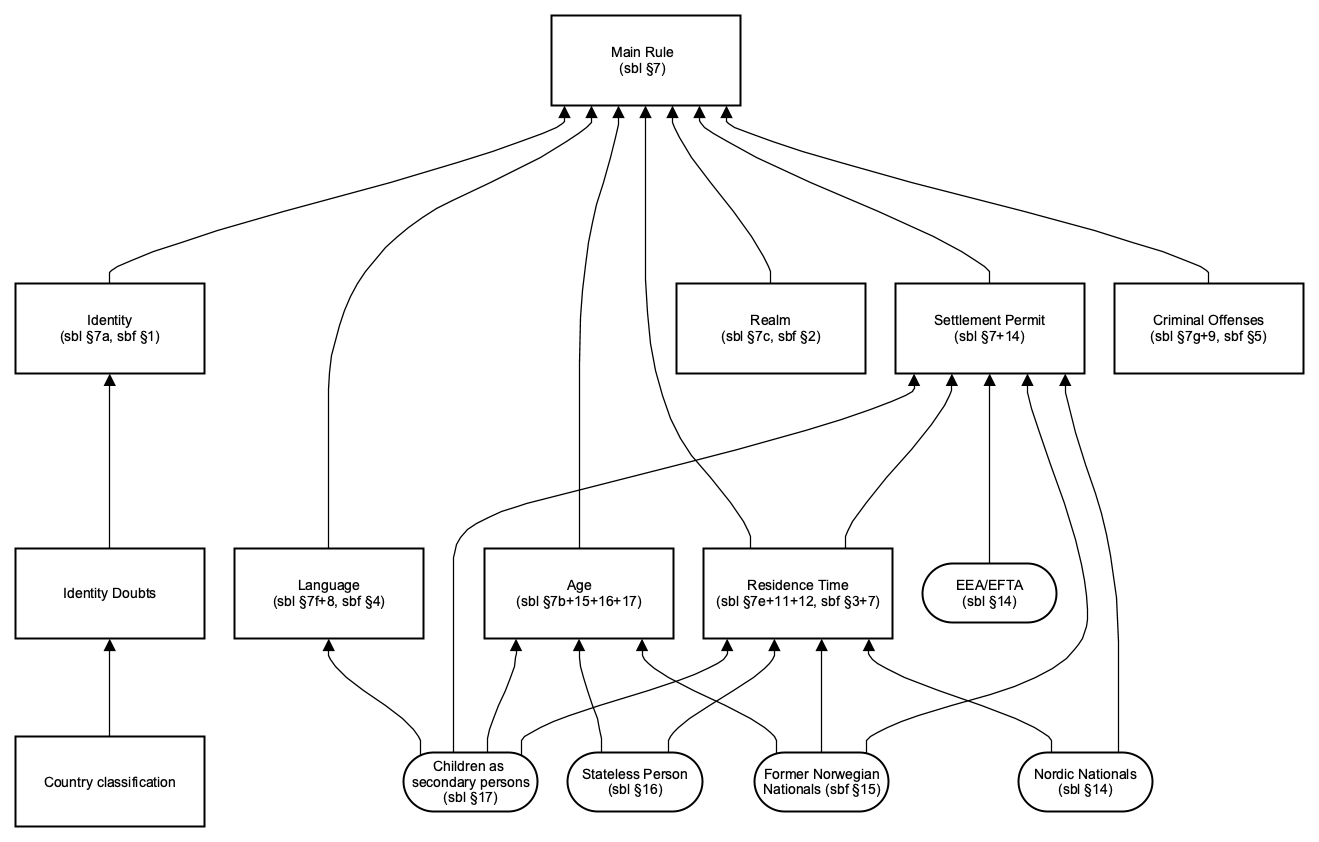 Main Rule
(sbl §7)
Identity
(sbl §7a, sbf §1)
Realm
(sbl §7c, sbf §2)
Settlement Permit
(sbl §7+14)
Criminal Offenses
(sbl §7g+9, sbf §5)
Identity Doubts
Language
(sbl §7f+8, sbf §4)
Age
(sbl §7b+15+16+17)
Residence Time
(sbl §7e+11+12, sbf §3+7)
EEA/EFTA
(sbl §14)
Country classification
Children as
secondary persons
(sbl §17)
Stateless Person
(sbl §16)
Former Norwegian
Nationals (sbf §15)
Nordic Nationals
(sbl §14)